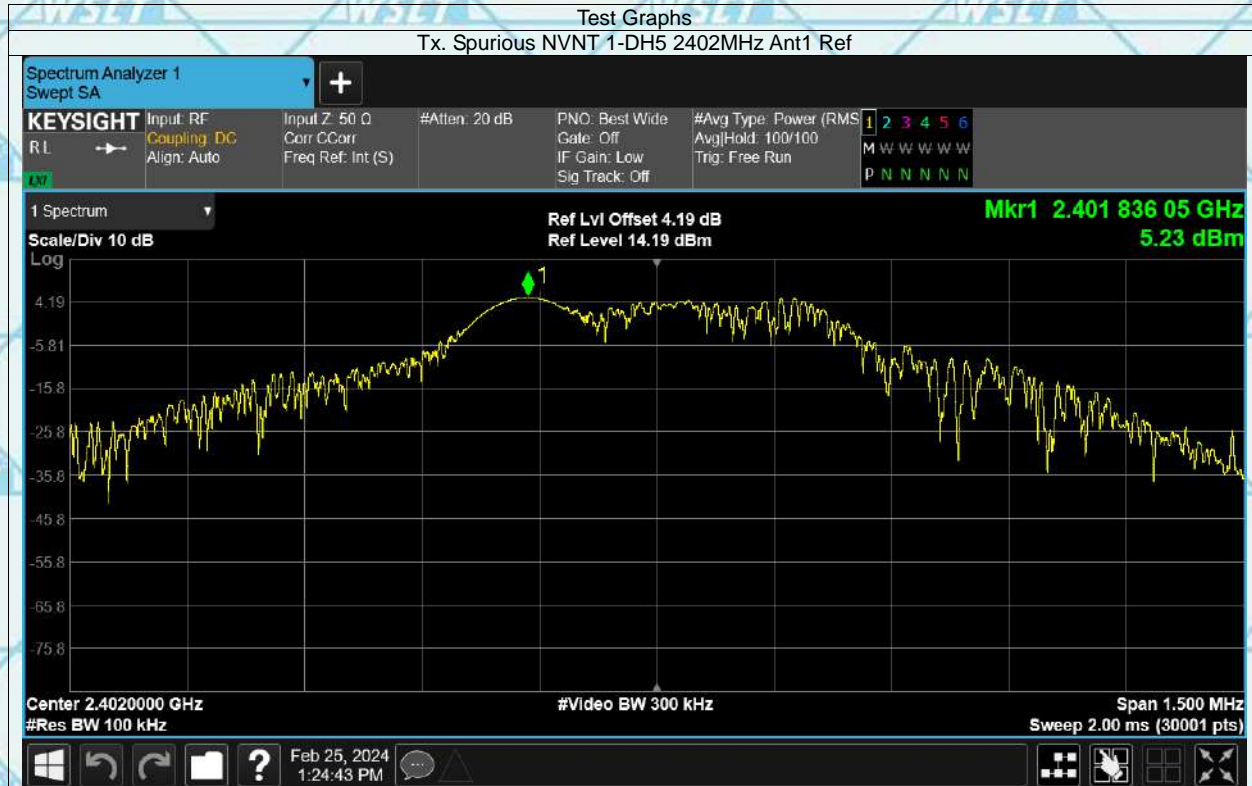 Test Graphs
Tx. Spurious NVNT 1-DH5 2402MHz Ant1 Ref
Spectrum Analyzer 1
Swept SA
+
KEYSIGHT
RL
LXI
Input: RF
Coupling: DC
Align: Auto
Input Z: 50 Ω
Corr CCorr
Freq Ref: Int (S)
#Atten: 20 dB
PNO: Best Wide
Gate: Off
IF Gain: Low
Sig Track: Off
#Avg Type: Power (RMS
Avg|Hold: 100/100
Trig: Free Run
1 2 3 4 5 6
M W W W W W
P N N N N N
1 Spectrum
Scale/Div 10 dB
Log
Ref Lvl Offset 4.19 dB
Ref Level 14.19 dBm
Mkr1 2.401 836 05 GHz
5.23 dBm
1
4.19
-5.81
-15.8
-25.8
-35.8
-45.8
-55.8
-65.8
-75.8
Center 2.4020000 GHz
#Res BW 100 kHz
#Video BW 300 kHz
Span 1.500 MHz
Sweep 2.00 ms (30001 pts)
?
Feb 25, 2024
1:24:43 PM